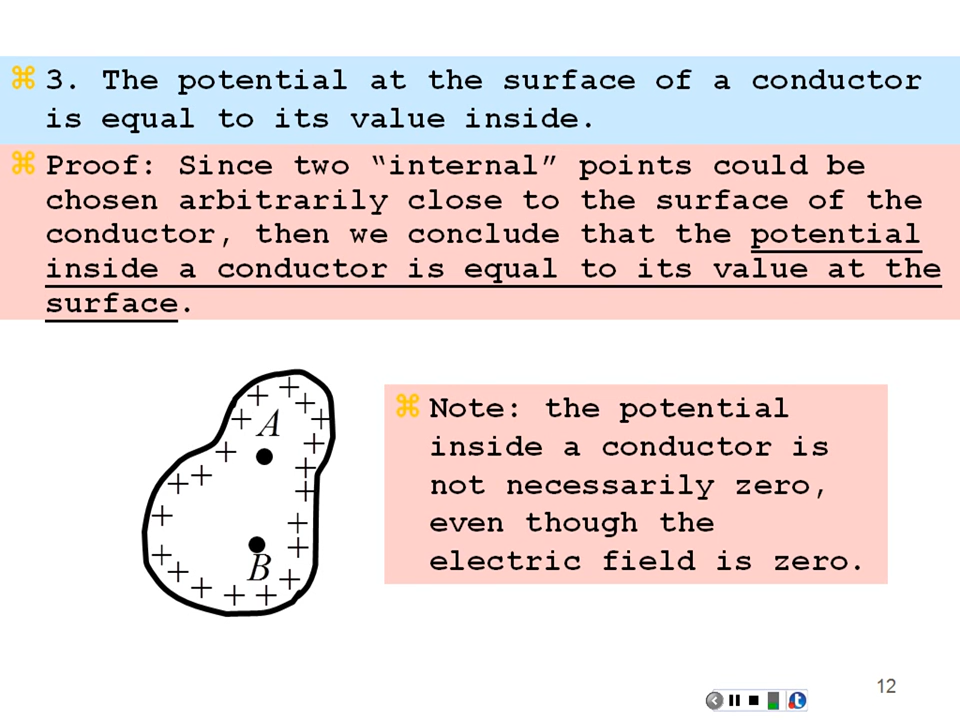 3. The potential at the surface of a conductor
is equal to its value inside.
Proof: Since two “internal” points could be
chosen arbitrarily close to the surface of the
conductor, then we conclude that the potential
inside a conductor is equal to its value at the
surface.
A
B
Note: the potential
inside a conductor is
not necessarily zero,
even though the
electric field is zero.
12